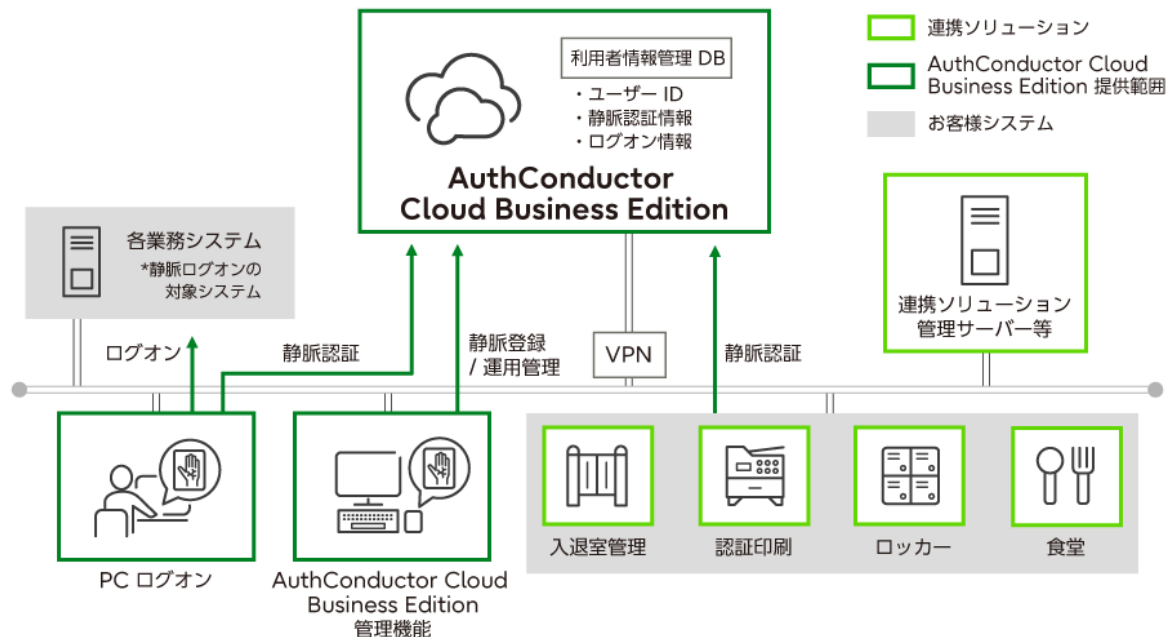 利用者情報管理 DB
・ユーザー ID
・静脈認証情報
・ログオン情報
AuthConductor
Cloud Business Edition
連携ソリューション
AuthConductor Cloud
Business Edition 提供範囲
お客様システム
各業務システム
*静脈ログオンの
対象システム
連携ソリューション
管理サーバー等
ログオン
静脈認証
静脈登録
/ 運用管理
VPN
静脈認証
PC ログオン
AuthConductor Cloud
Business Edition
管理機能
入退室管理
認証印刷
ロッカー
食堂